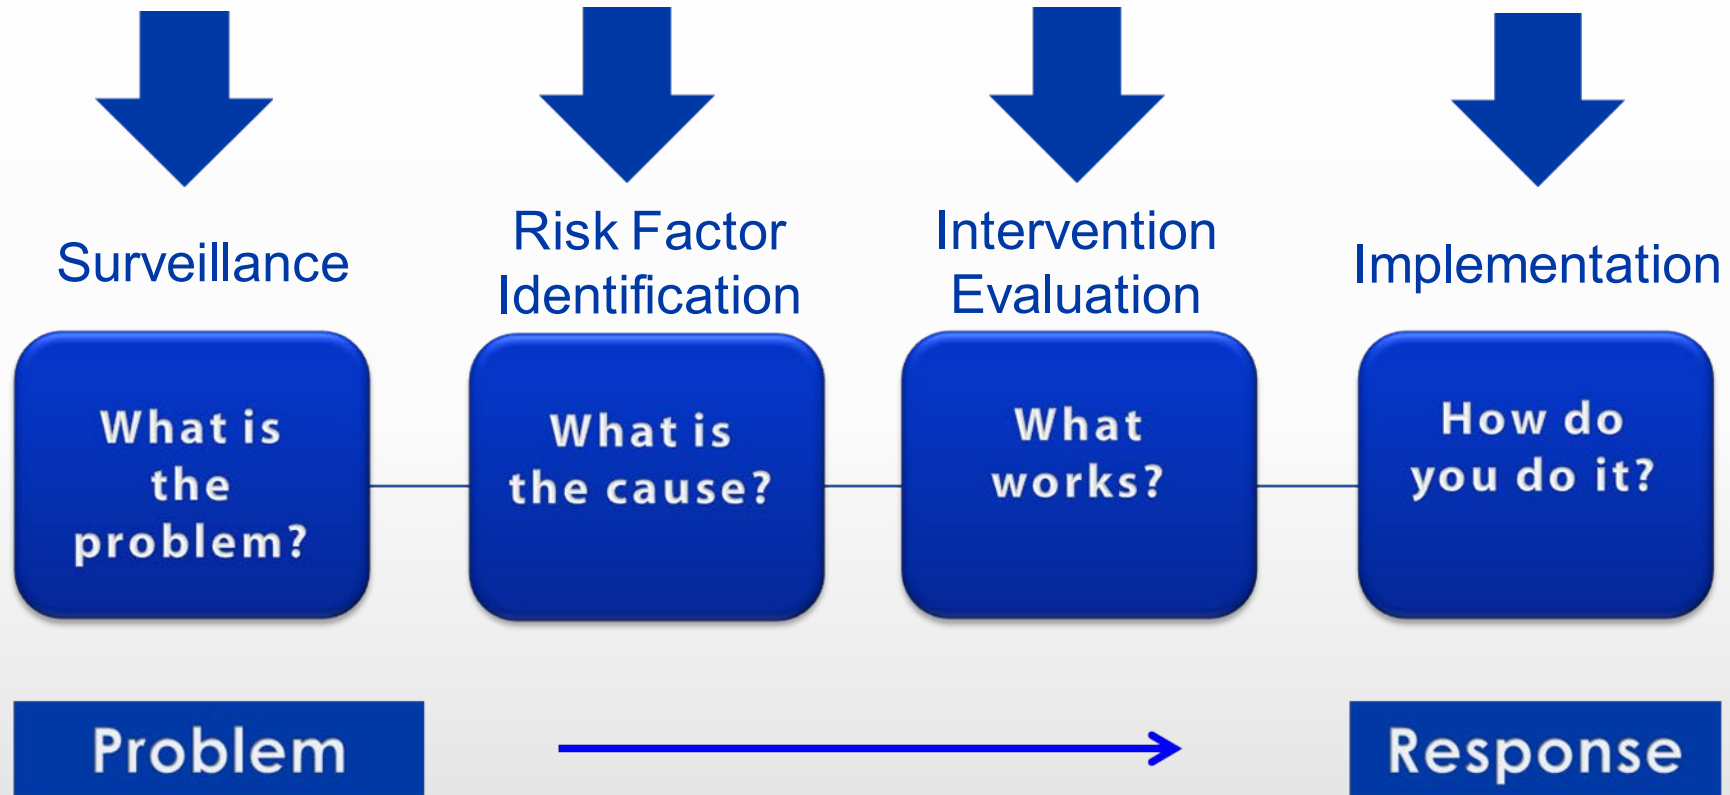 Surveillance
Risk Factor
Identification
Intervention
Evaluation
Implementation
What is
the
problem?
What is
the cause?
What
works?
How do
you do it?
Problem
Response